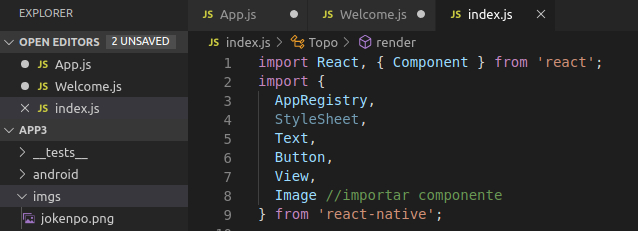 EXPLORER
OPEN EDITORS 2 UNSAVED
JS App.js
JS Welcome.js
JS index.js
APP3
__tests__
android
imgs
jokenpo.png
JS App.js JS Welcome.js JS index.js
JS index.js > Topo > render
1 import React, { Component } from 'react';
2 import {
3 AppRegistry,
4 StyleSheet,
5 Text,
6 Button,
7 View,
8 Image //importar componente
9 } from 'react-native';